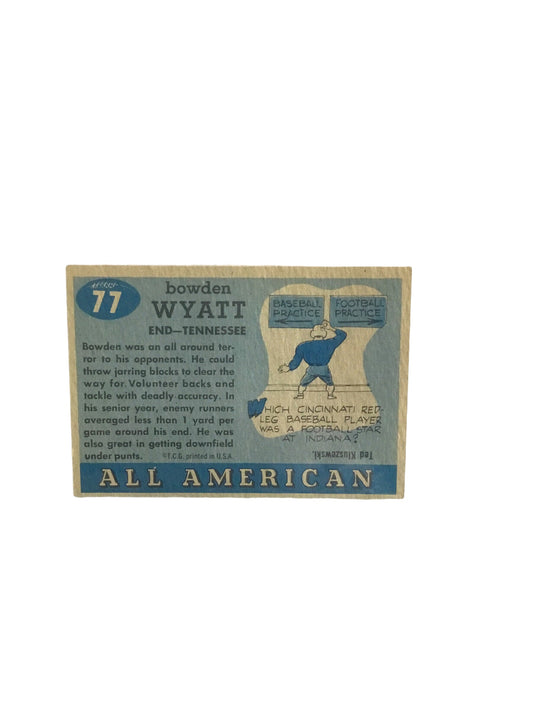 77
bowden
WYATT
END—TENNESSEE
Bowden was an all around ter-
ror to his opponents. He could
throw jarring blocks to clear the
way for Volunteer backs and
tackle with deadly accuracy. In
his senior year, enemy runners
averaged less than 1 yard per
game around his end. He was
also great in getting downfield
under punts.
©T.C.G. printed in U.S.A.
BASEBALL
PRACTICE
FOOTBALL
PRACTICE
WHICH CINCINNATI RED-
LEG BASEBALL PLAYER
WAS A FOOTBALL STAR
AT INDIANA?
Ted Kluszewski.
ALL AMERICAN